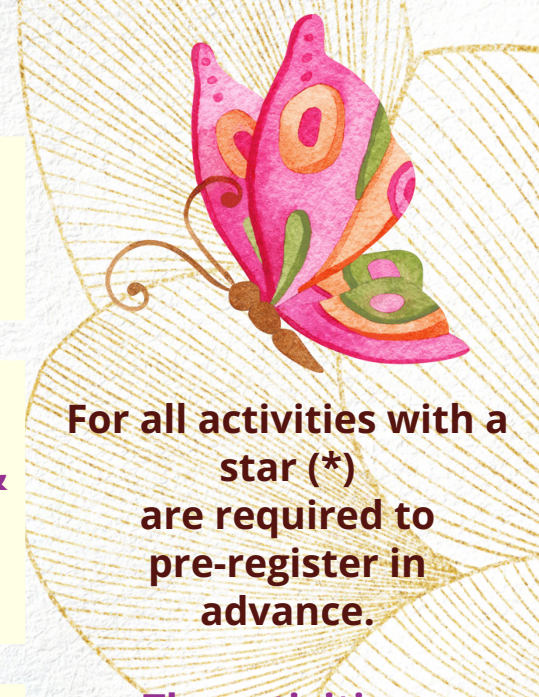 For all activities with a
star (*)
are required to
pre-register in
advance.